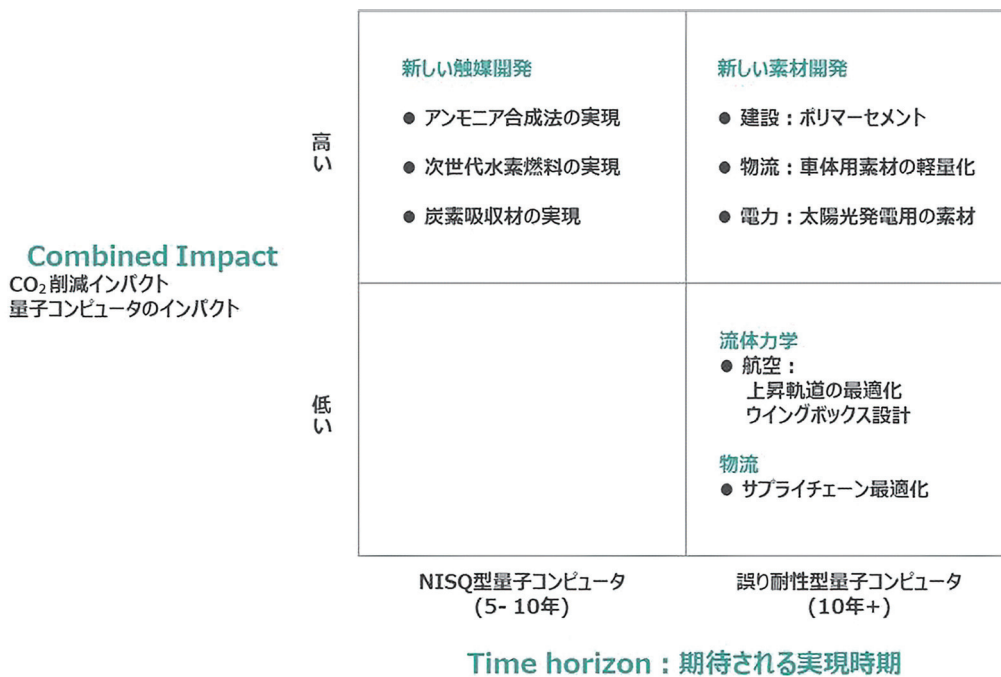 新しい触媒開発
● アンモニア合成法の実現
● 次世代水素燃料の実現
● 炭素吸収材の実現
新しい素材開発
● 建設：ポリマーセメント
● 物流：車体用素材の軽量化
● 電力：太陽光発電用の素材
高い
Combined Impact
CO₂削減インパクト
量子コンピュータのインパクト
低い
流体力学
● 航空：
上昇軌道の最適化
ウイングボックス設計
物流
● サプライチェーン最適化
NISQ型量子コンピュータ
(5- 10年)
誤り耐性型量子コンピュータ
(10年+)
Time horizon：期待される実現時期